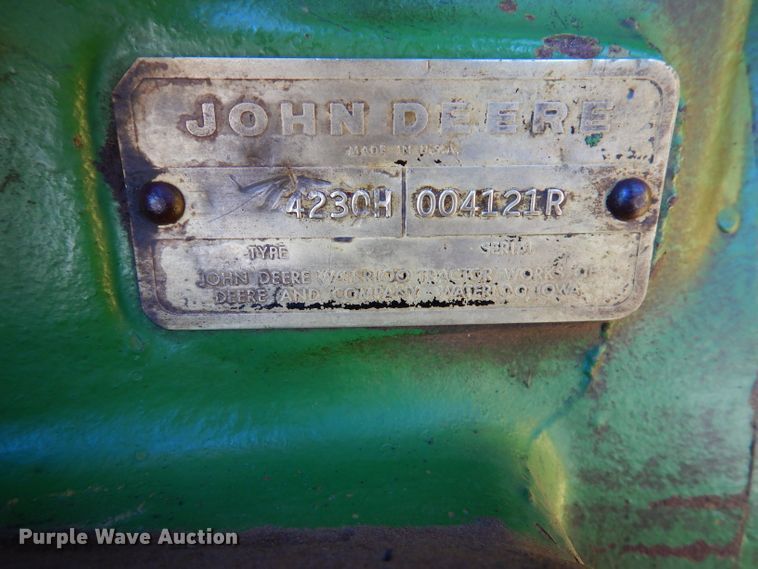 JOHN DEERE
MADE IN U.S.A.
4230H 004121R
TYPE SERIAL
JOHN DEERE WATERLOO TRACTOR WORKS OF
DEERE AND COMPANY WATERLOO, IOWA
Purple Wave Auction